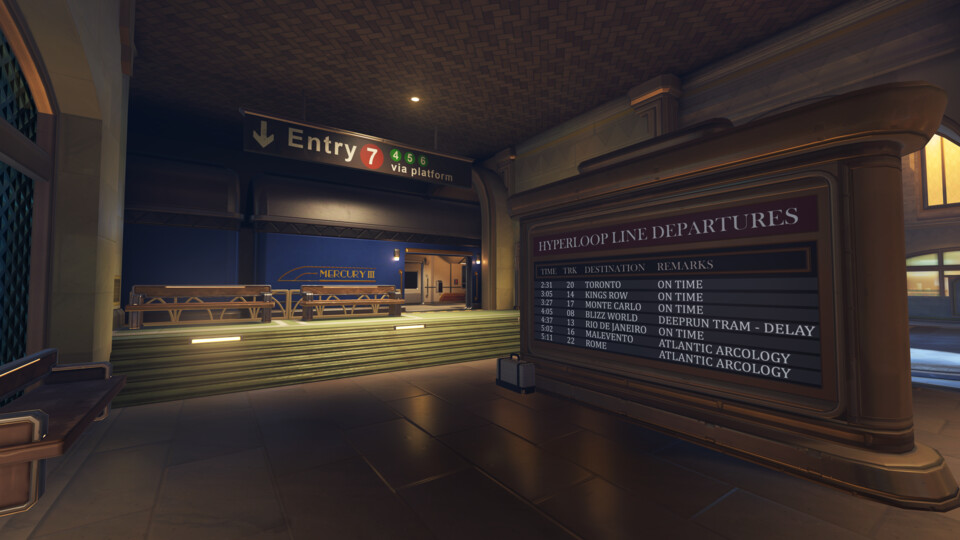 Entry 7 4 5 6
via platform
MERCURY III
HYPERLOOP LINE DEPARTURES
TIME TRK DESTINATION REMARKS
2:31 20 TORONTO ON TIME
3:05 14 KINGS ROW ON TIME
3:27 17 MONTE CARLO ON TIME
4:05 08 BLIZZ WORLD DEEPRUN TRAM - DELAY
4:37 13 RIO DE JANEIRO ON TIME
5:02 16 MALEVENTO ATLANTIC ARCOLOGY
5:11 22 ROME ATLANTIC ARCOLOGY